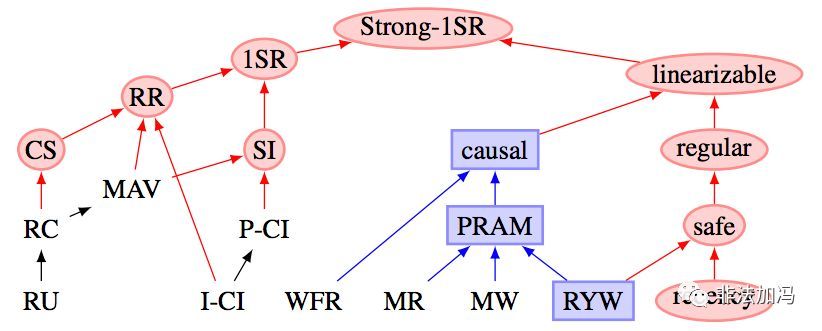 Strong-1SR
1SR
linearizable
RR
CS
SI
causal
regular
MAV
RC
P-CI
PRAM
safe
RU
I-CI
WFR
MR
MW
RYW
非法加冯